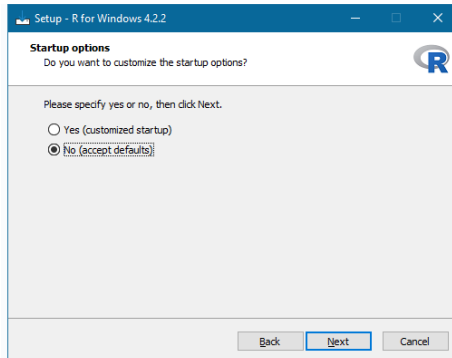 Setup - R for Windows 4.2.2
Startup options
Do you want to customize the startup options?
R
Please specify yes or no, then click Next.
Yes (customized startup)
No (accept defaults)
Back Next Cancel